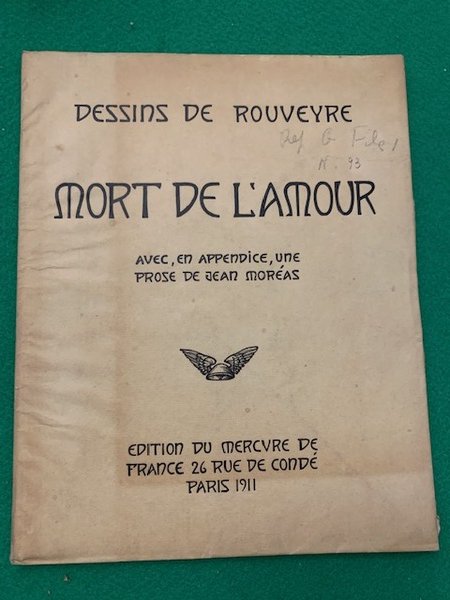 DESSINS DE ROUVEYRE
N. 93
MORT DE L'AMOUR
AVEC, EN APPENDICE, UNE
PROSE DE JEAN MORÉAS
EDITION DU MERCVRE DE
FRANCE 26 RUE DE CONDÉ
PARIS 1911